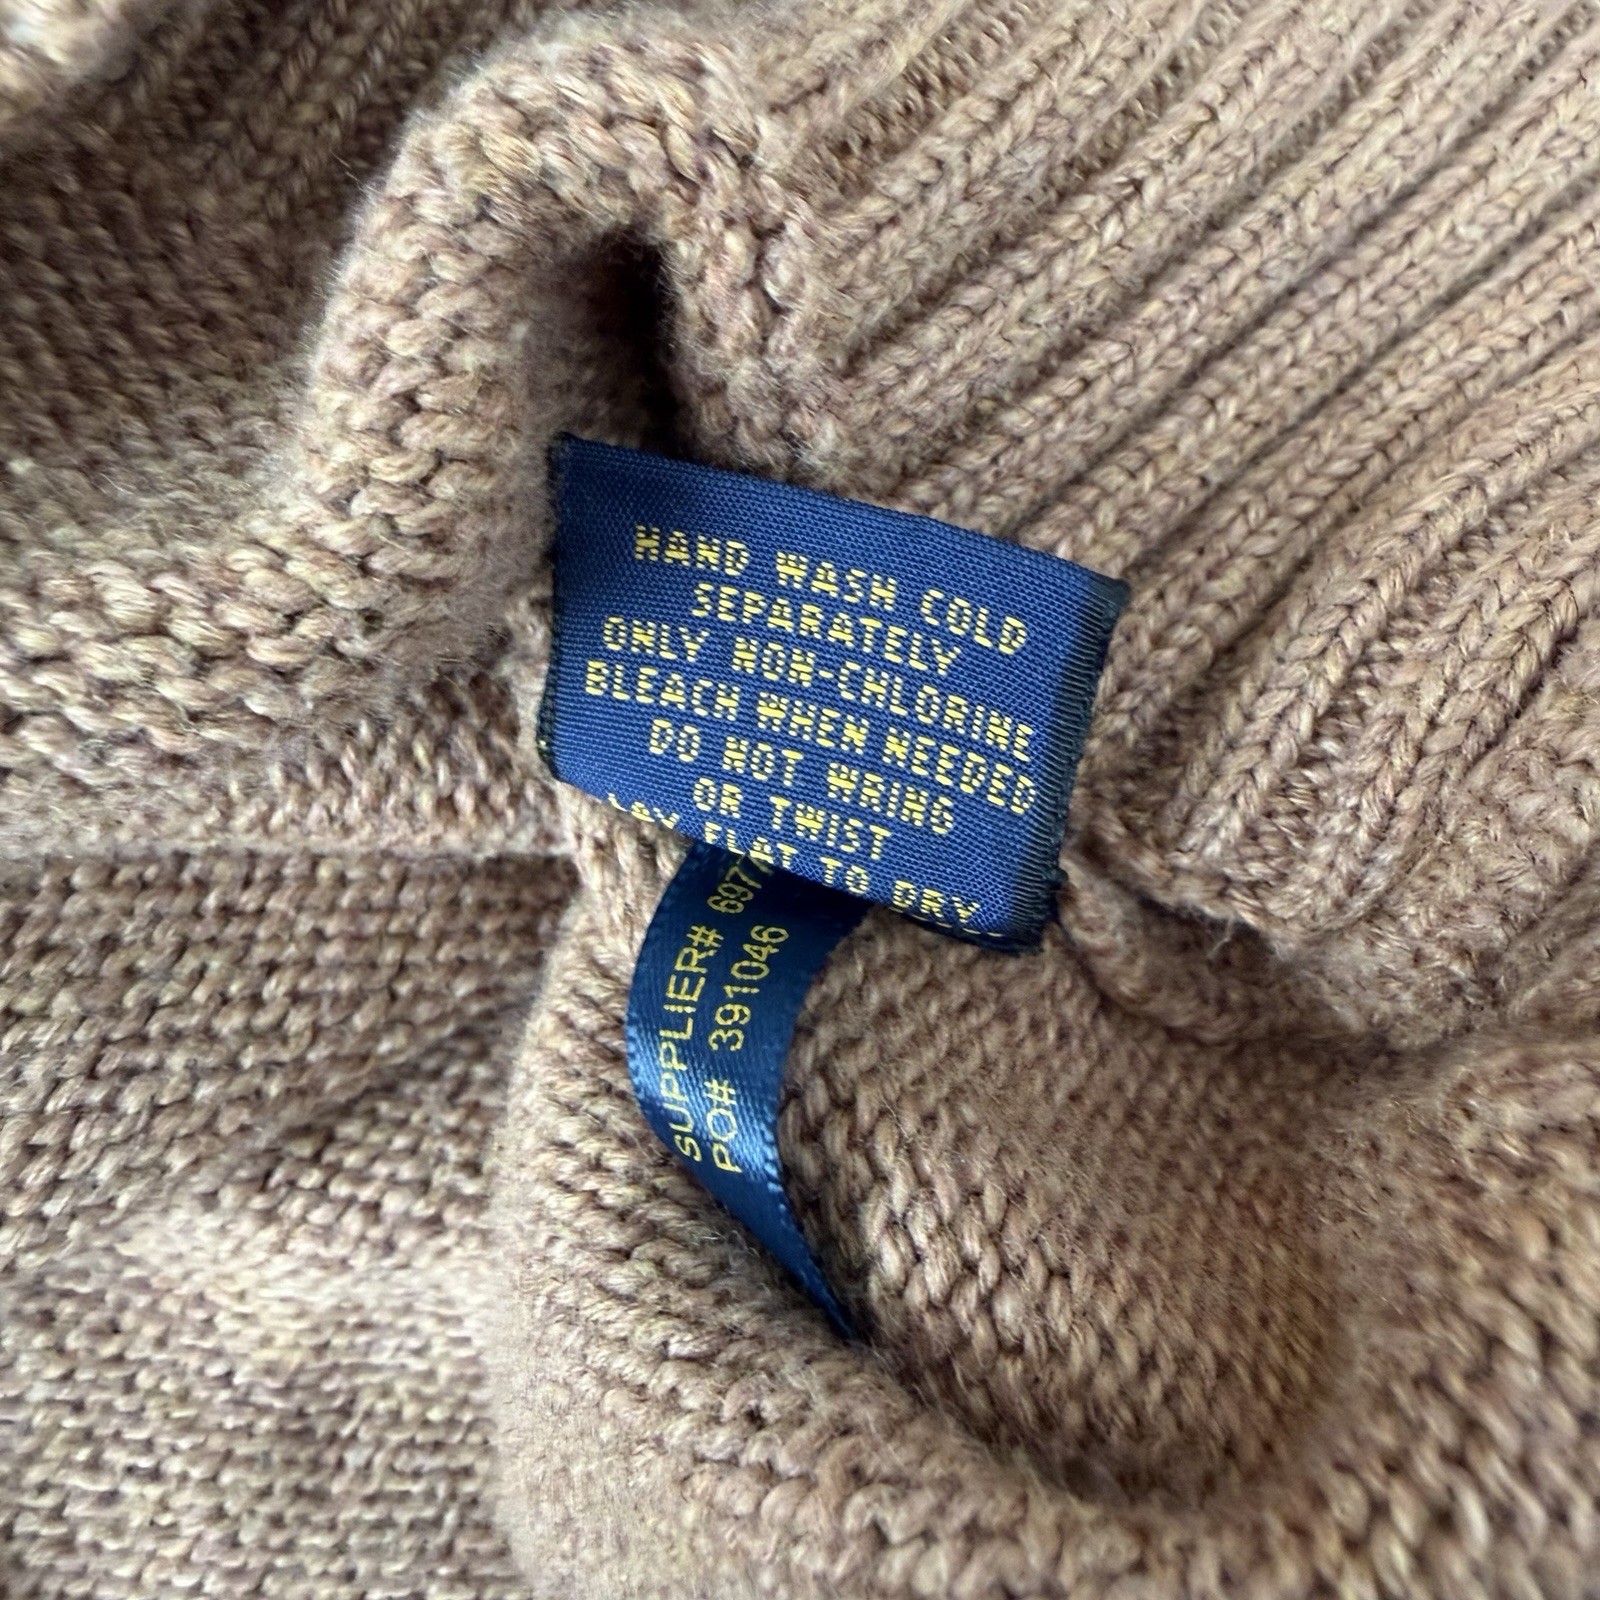 HAND WASH COLD
SEPARATELY
ONLY NON-CHLORINE
BLEACH WHEN NEEDED
DO NOT WRING
OR TWIST
LAY FLAT TO DRY
SUPPLIER#
PO# 391046